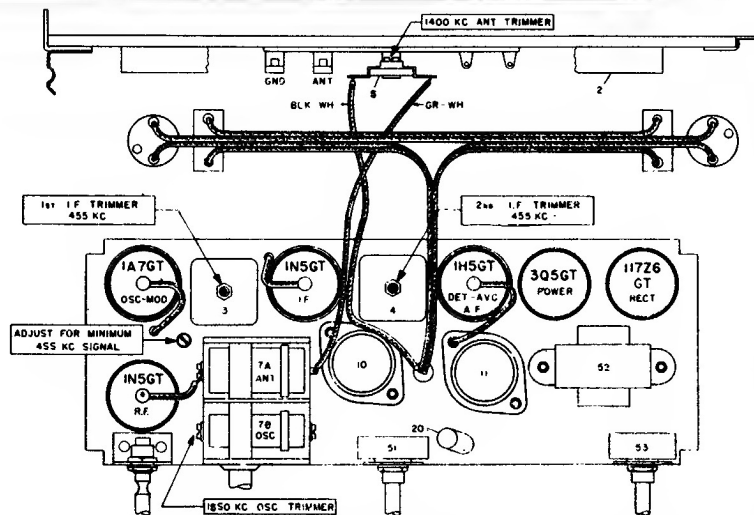 1400 KC ANT TRIMMER
GND
ANT
5
2
BLK WH
GR-WH
1ST I.F TRIMMER
455 KC
2ND I.F TRIMMER
455 KC
1A7GT
OSC-MOD
3
1N5GT
I.F
4
1H5GT
DET-AVC
A.F
3Q5GT
POWER
117Z6
GT
RECT
ADJUST FOR MINIMUM
455 KC SIGNAL
1N5GT
R.F.
7A
ANT
7B
OSC
10
11
52
20
51
53
1650 KC OSC TRIMMER